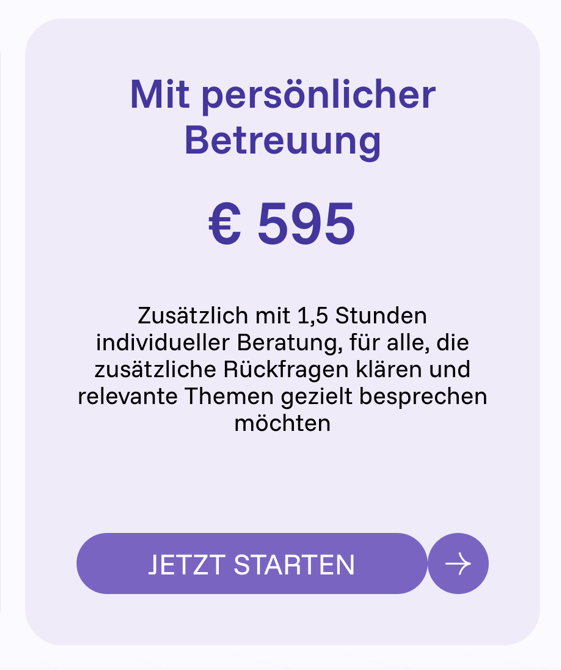 Mit persönlicher
Betreuung
€ 595
Zusätzlich mit 1,5 Stunden
individueller Beratung, für alle, die
zusätzliche Rückfragen klären und
relevante Themen gezielt besprechen
möchten
JETZT STARTEN